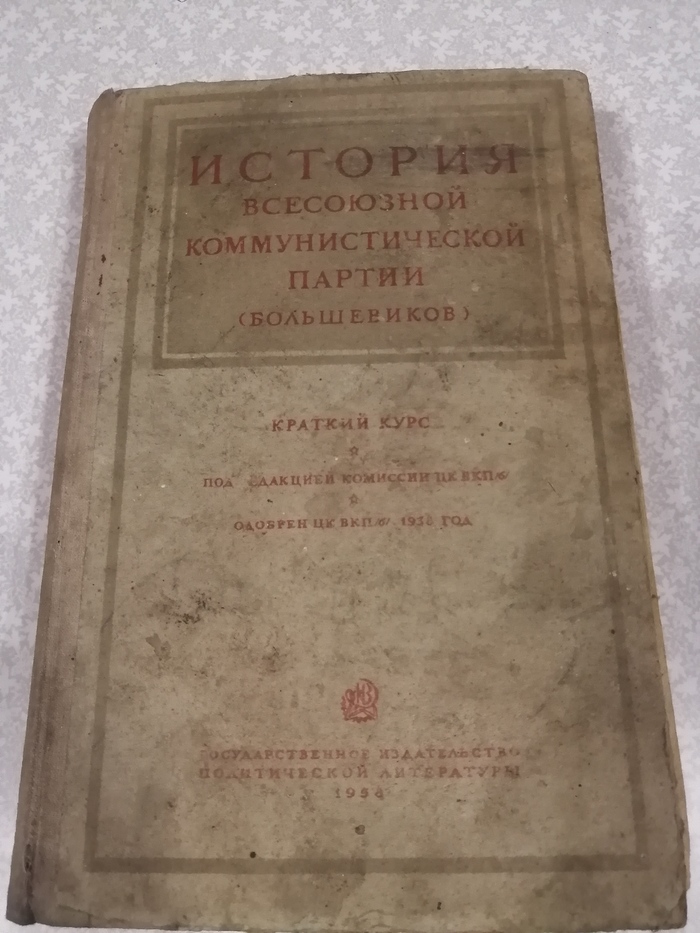 ИСТОРИЯ
ВСЕСОЮЗНОЙ
КОММУНИСТИЧЕСКОЙ
ПАРТИИ
(БОЛЬШЕВИКОВ)
КРАТКИЙ КУРС
ПОД РЕДАКЦИЕЙ КОМИССИИ ЦК ВКП/б/
ОДОБРЕН ЦК ВКП/б/ 1938 ГОД
ГОСУДАРСТВЕННОЕ ИЗДАТЕЛЬСТВО
ПОЛИТИЧЕСКОЙ ЛИТЕРАТУРЫ